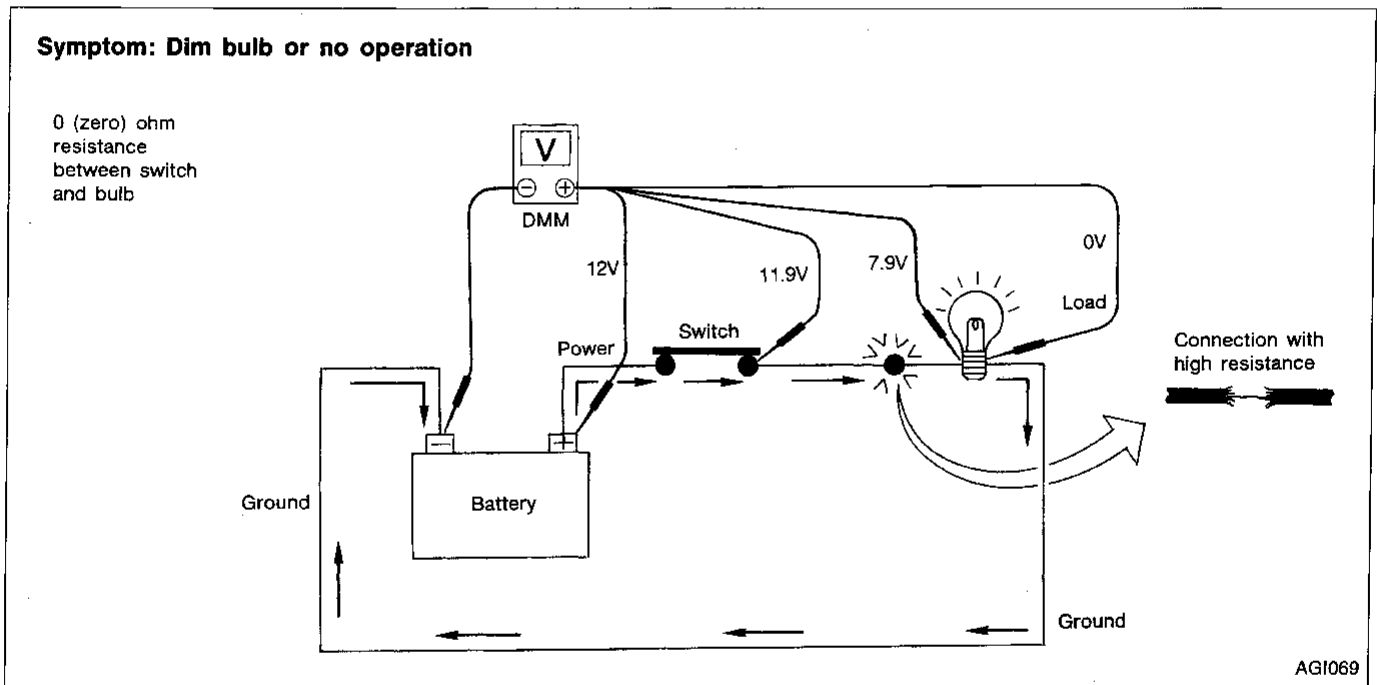 Symptom: Dim bulb or no operation
0 (zero) ohm
resistance
between switch
and bulb
V
− +
DMM
12V
11.9V
7.9V
0V
Load
Switch
Power
Connection with
high resistance
− +
Ground
Battery
Ground
AGI069